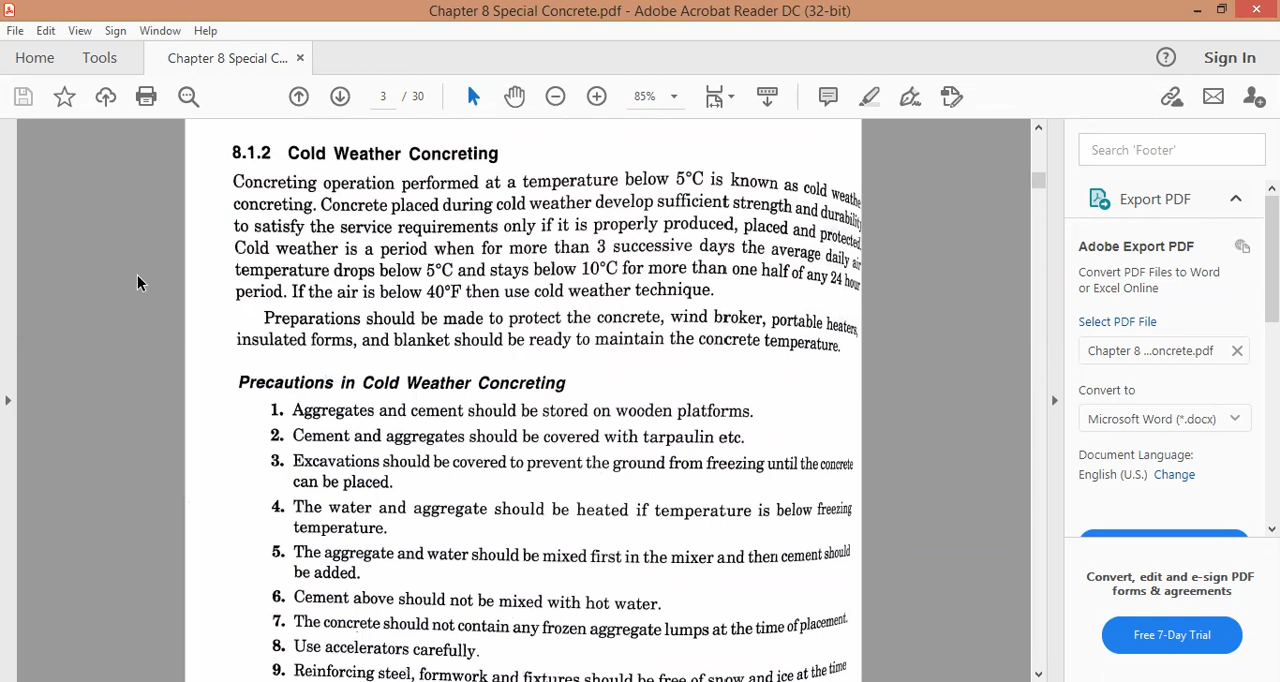 Chapter 8 Special Concrete.pdf - Adobe Acrobat Reader DC (32-bit)
File Edit View Sign Window Help
Home Tools Chapter 8 Special C... × Sign In
3 / 30 85%
8.1.2 Cold Weather Concreting
Concreting operation performed at a temperature below 5°C is known as cold weathe
concreting. Concrete placed during cold weather develop sufficient strength and durability
to satisfy the service requirements only if it is properly produced, placed and protected.
Cold weather is a period when for more than 3 successive days the average daily air
temperature drops below 5°C and stays below 10°C for more than one half of any 24 hour
period. If the air is below 40°F then use cold weather technique.
Preparations should be made to protect the concrete, wind broker, portable heaters,
insulated forms, and blanket should be ready to maintain the concrete temperature.
Precautions in Cold Weather Concreting
1. Aggregates and cement should be stored on wooden platforms.
2. Cement and aggregates should be covered with tarpaulin etc.
3. Excavations should be covered to prevent the ground from freezing until the concrete
can be placed.
4. The water and aggregate should be heated if temperature is below freezing
temperature.
5. The aggregate and water should be mixed first in the mixer and then cement should
be added.
6. Cement above should not be mixed with hot water.
7. The concrete should not contain any frozen aggregate lumps at the time of placement.
8. Use accelerators carefully.
9. Reinforcing steel, formwork and fixtures should be free of snow and ice at the time
Search 'Footer'
Export PDF
Adobe Export PDF
Convert PDF Files to Word
or Excel Online
Select PDF File
Chapter 8 ...oncrete.pdf
Convert to
Microsoft Word (*.docx)
Document Language:
English (U.S.) Change
Convert, edit and e-sign PDF
forms & agreements
Free 7-Day Trial